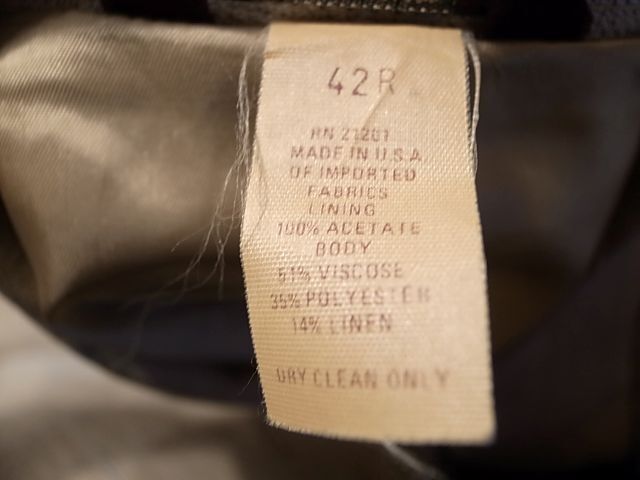 42R
RN 21201
MADE IN U.S.A
OF IMPORTED
FABRICS
LINING
100% ACETATE
BODY
51% VISCOSE
35% POLYESTER
14% LINEN
DRY CLEAN ONLY